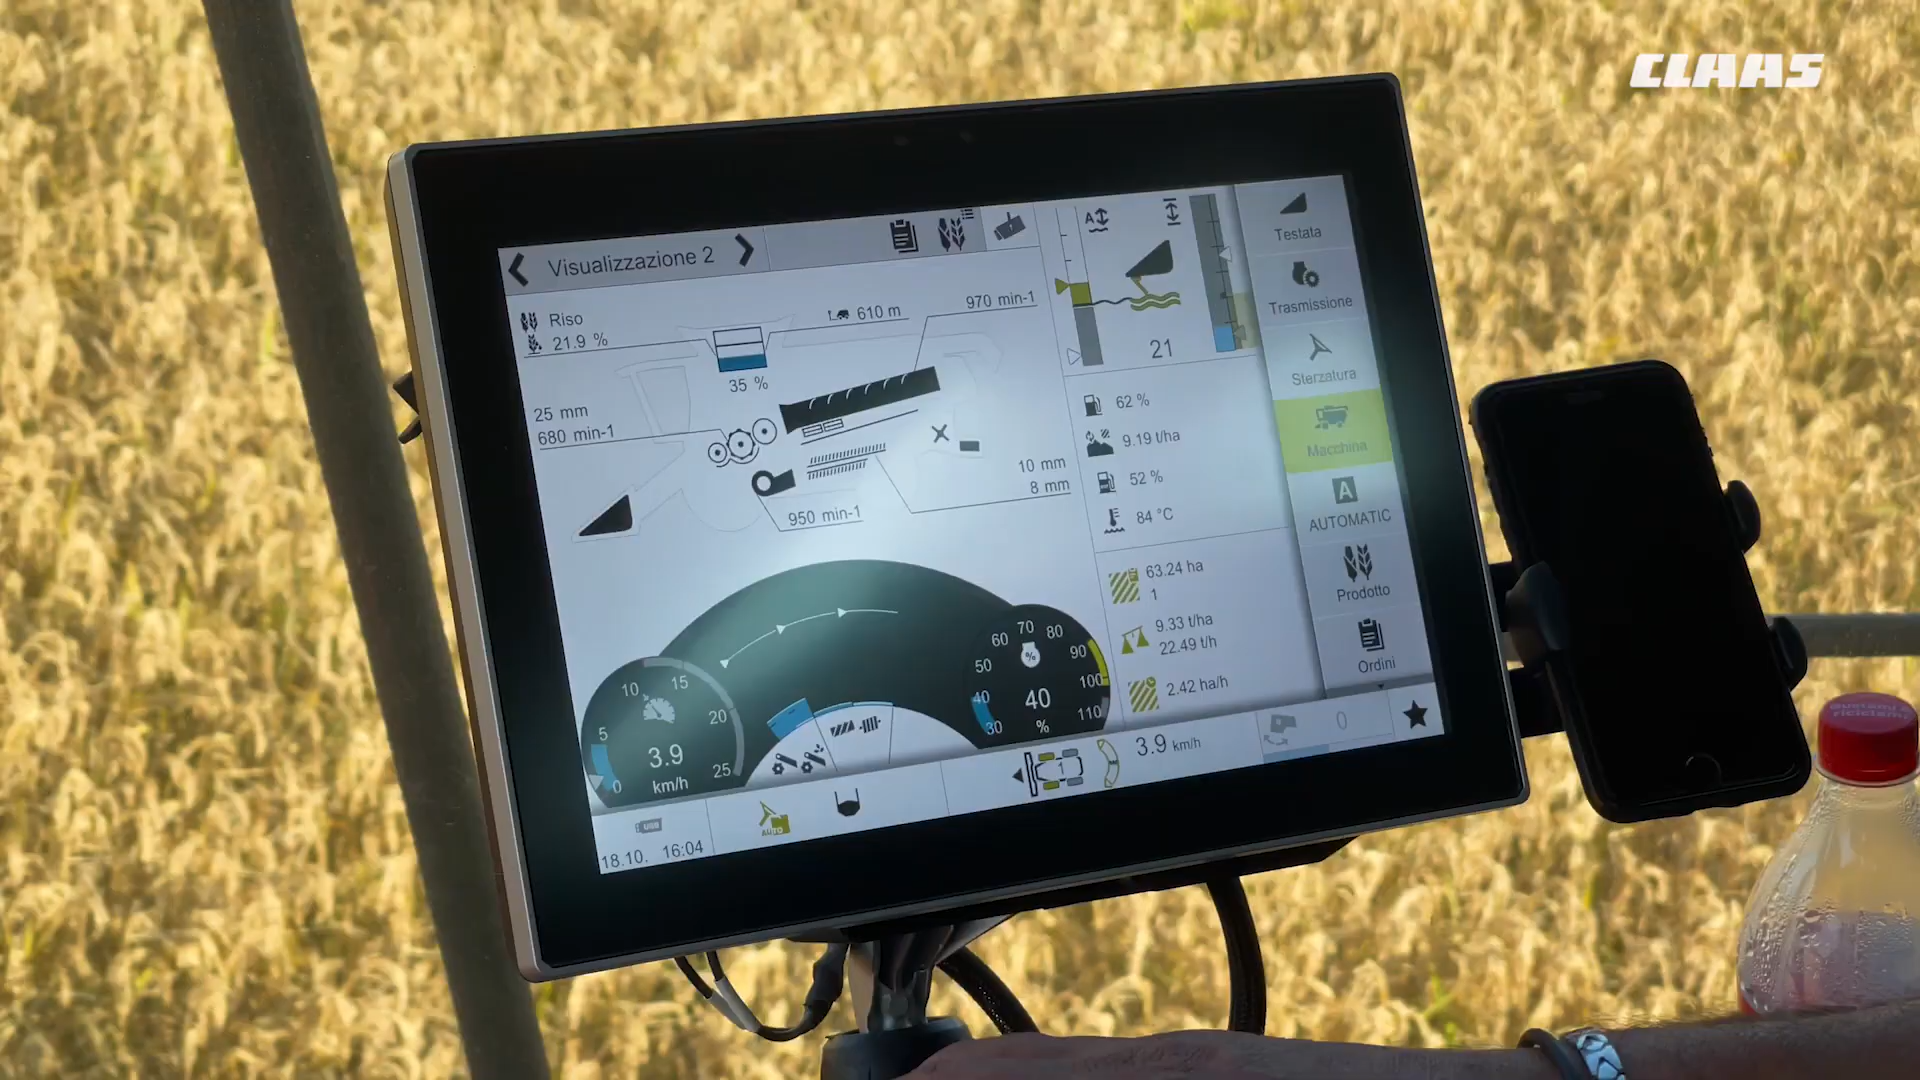 CLAAS
Visualizzazione 2
Riso
21.9 %
610 m
970 min-1
35 %
25 mm
680 min-1
10 mm
8 mm
950 min-1
21
62 %
9.19 t/ha
52 %
84 °C
63.24 ha
1
9.33 t/ha
22.49 t/h
2.42 ha/h
Testata
Trasmissione
Sterzatura
Macchina
A
AUTOMATIC
Prodotto
Ordini
0
5
10
15
20
25
3.9
km/h
30
40
50
60
70
80
90
100
110
%
40
%
1
3.9 km/h
0
AUTO
USB
18.10. 16:04